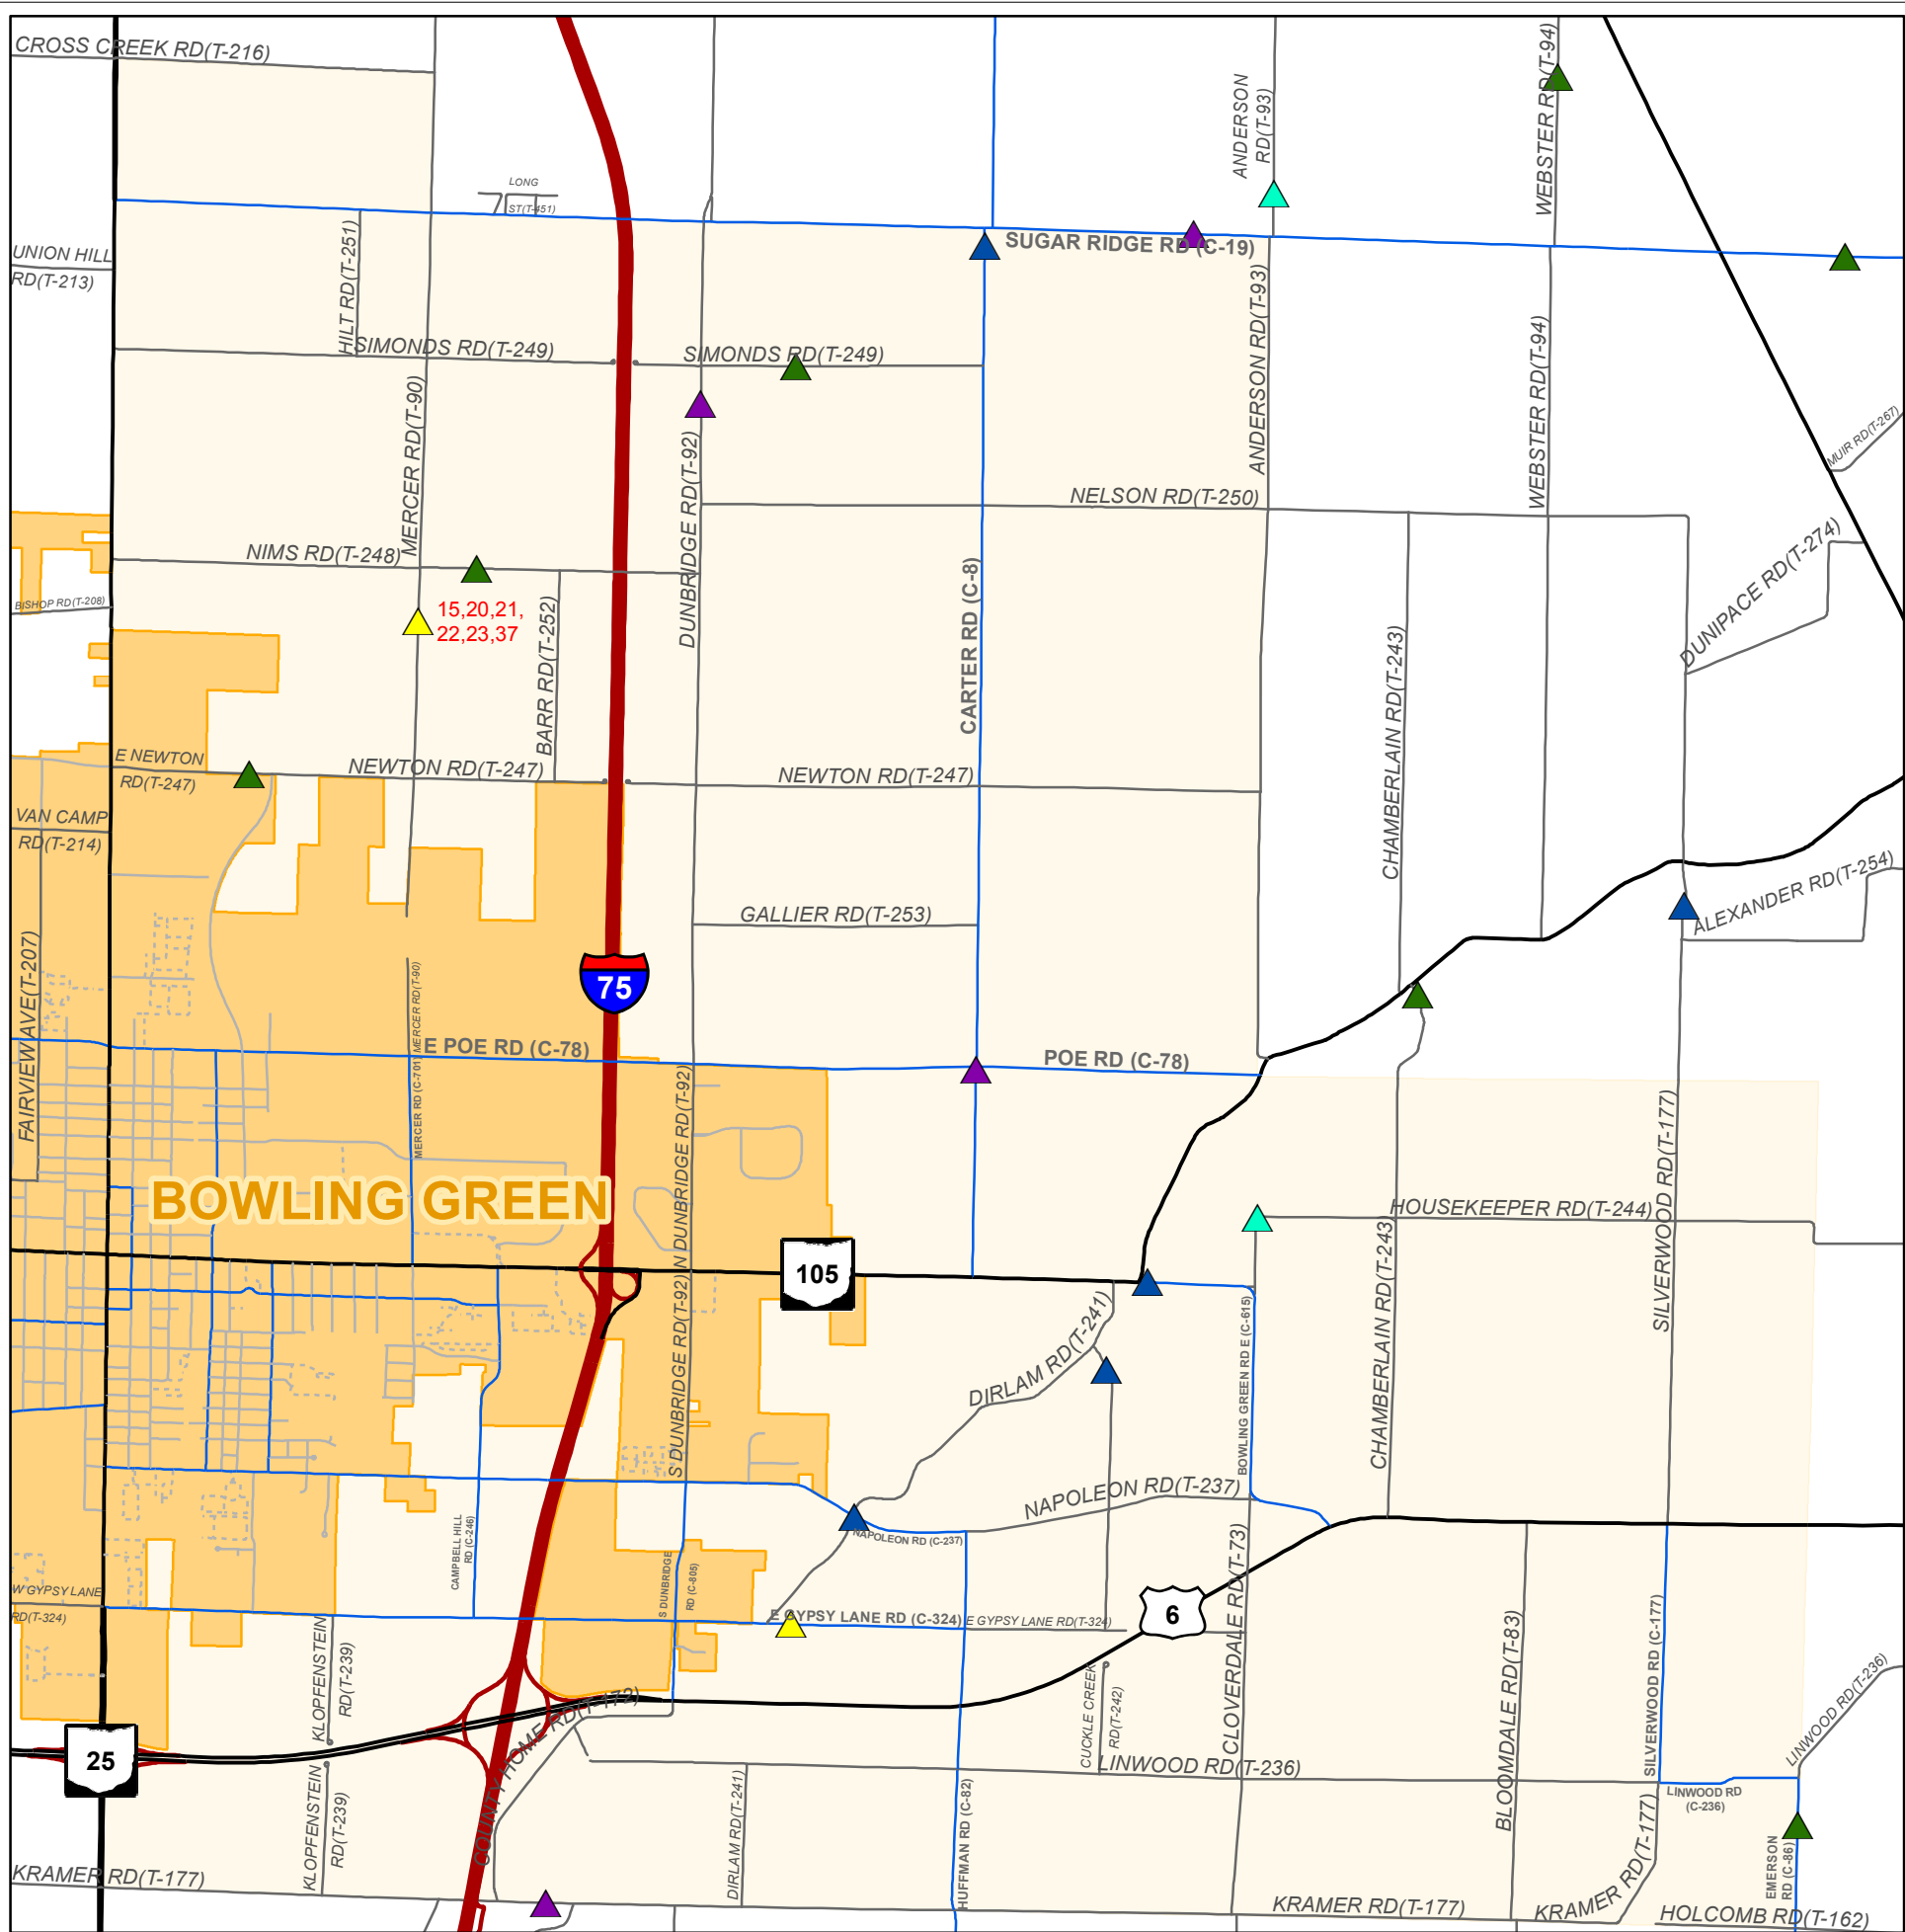 CROSS CREEK RD(T-216)
ANDERSON
RD(T-93)
WEBSTER RD(T-94)
LONG
ST(T-451)
HILT RD(T-251)
UNION HILL
RD(T-213)
SUGAR RIDGE RD (C-19)
SIMONDS RD(T-249)
SIMONDS RD(T-249)
ANDERSON RD(T-93)
WEBSTER RD(T-94)
MERCER RD(T-90)
DUNBRIDGE RD(T-92)
MUIR RD(T-267)
NELSON RD(T-250)
NIMS RD(T-248)
DUNIPACE RD(T-274)
BISHOP RD(T-208)
15,20,21,
22,23,37
BARR RD(T-252)
CARTER RD (C-8)
CHAMBERLAIN RD(T-243)
E NEWTON
RD(T-247)
NEWTON RD(T-247)
NEWTON RD(T-247)
VAN CAMP
RD(T-214)
GALLIER RD(T-253)
ALEXANDER RD(T-254)
FAIRVIEW AVE(T-207)
75
MERCER RD(T-90)
MERCER RD (C-701)
E POE RD (C-78)
POE RD (C-78)
N DUNBRIDGE RD(T-92)
SILVERWOOD RD(T-177)
BOWLING GREEN
HOUSEKEEPER RD(T-244)
105
S DUNBRIDGE RD(T-92)
DIRLAM RD(T-241)
BOWLING GREEN RD E (C-615)
CHAMBERLAIN RD(T-243)
NAPOLEON RD(T-237)
NAPOLEON RD (C-237)
CAMPBELL HILL
RD (C-246)
S DUNBRIDGE
RD (C-805)
CLOVERDALE RD(T-73)
W GYPSY LANE
RD(T-324)
E GYPSY LANE RD (C-324)
E GYPSY LANE RD(T-324)
6
KLOPFENSTEIN
RD(T-239)
BLOOMDALE RD(T-83)
SILVERWOOD RD (C-177)
LINWOOD RD(T-236)
CUCKLE CREEK
RD(T-242)
COUNTY HOME RD(T-172)
25
LINWOOD RD(T-236)
LINWOOD RD
(C-236)
KLOPFENSTEIN
RD(T-239)
DIRLAM RD(T-241)
HUFFMAN RD (C-82)
KRAMER RD(T-177)
EMERSON
RD (C-86)
KRAMER RD(T-177)
KRAMER RD(T-177)
HOLCOMB RD(T-162)